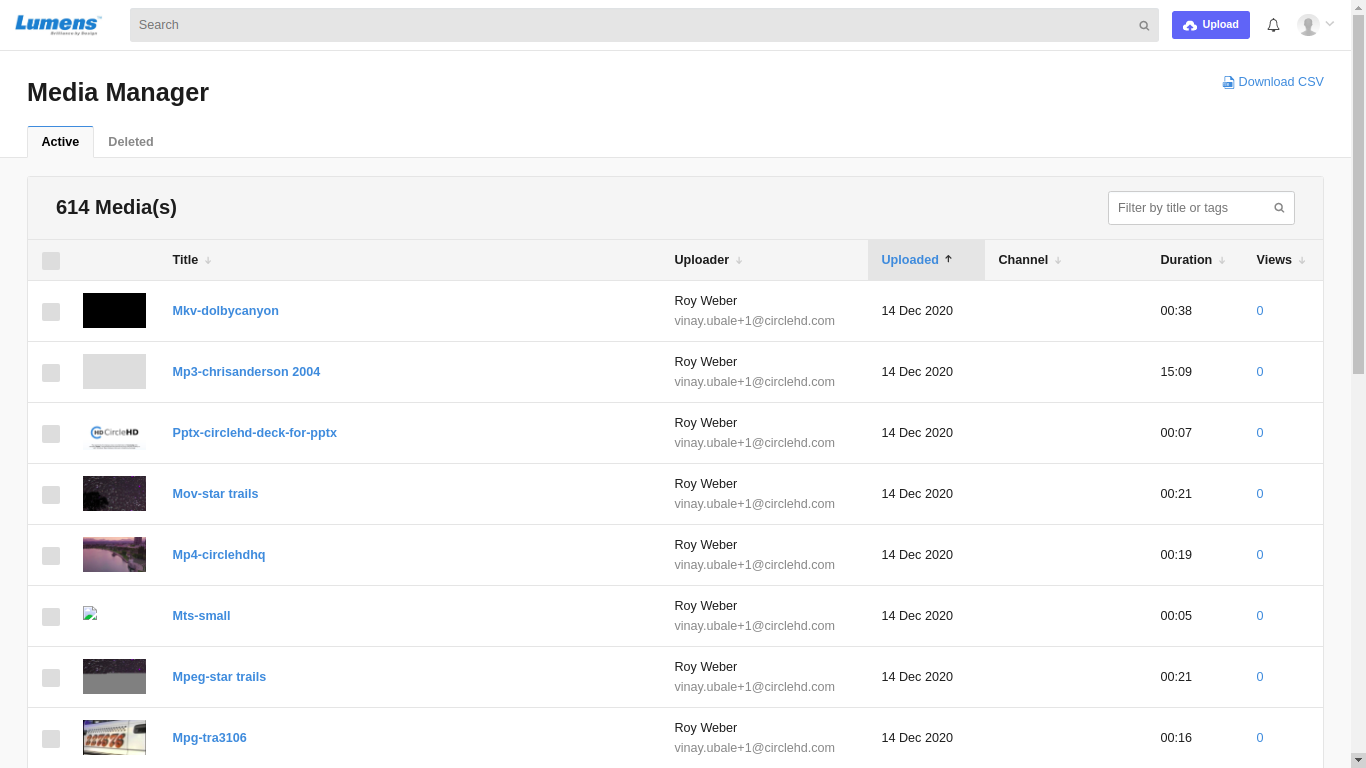 Lumens
Brilliance by Design
Search
Upload
Media Manager
Download CSV
Active
Deleted
614 Media(s)
Filter by title or tags
Title
Uploader
Uploaded
Channel
Duration
Views
Mkv-dolbycanyon
Roy Weber
vinay.ubale+1@circlehd.com
14 Dec 2020
00:38
0
Mp3-chrisanderson 2004
Roy Weber
vinay.ubale+1@circlehd.com
14 Dec 2020
15:09
0
HD CircleHD
Pptx-circlehd-deck-for-pptx
Roy Weber
vinay.ubale+1@circlehd.com
14 Dec 2020
00:07
0
Mov-star trails
Roy Weber
vinay.ubale+1@circlehd.com
14 Dec 2020
00:21
0
Mp4-circlehdhq
Roy Weber
vinay.ubale+1@circlehd.com
14 Dec 2020
00:19
0
Mts-small
Roy Weber
vinay.ubale+1@circlehd.com
14 Dec 2020
00:05
0
Mpeg-star trails
Roy Weber
vinay.ubale+1@circlehd.com
14 Dec 2020
00:21
0
Mpg-tra3106
Roy Weber
vinay.ubale+1@circlehd.com
14 Dec 2020
00:16
0